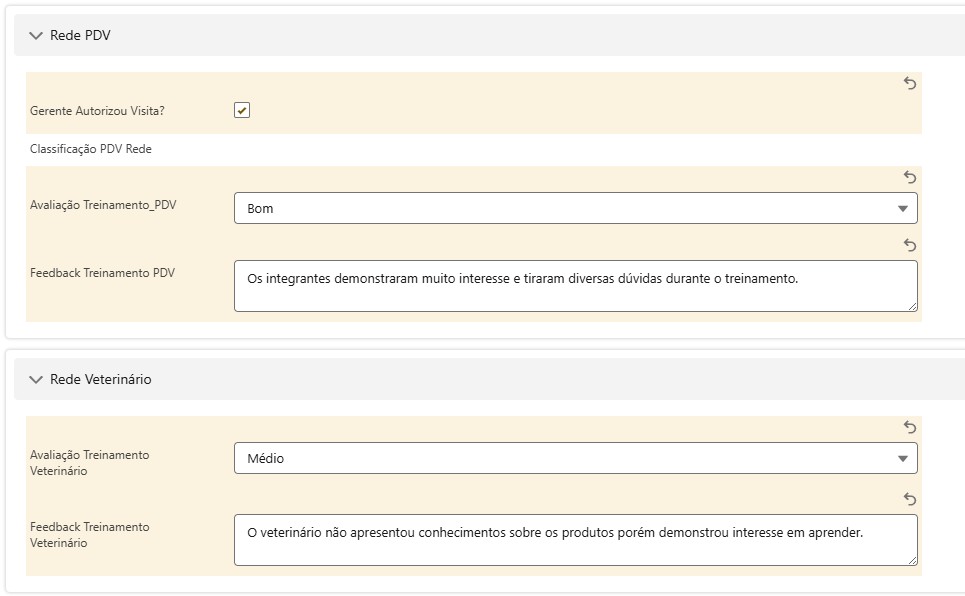 Rede PDV
Gerente Autorizou Visita?
Classificação PDV Rede
Avaliação Treinamento_PDV
Bom
Feedback Treinamento PDV
Os integrantes demonstraram muito interesse e tiraram diversas dúvidas durante o treinamento.
Rede Veterinário
Avaliação Treinamento
Veterinário
Médio
Feedback Treinamento
Veterinário
O veterinário não apresentou conhecimentos sobre os produtos porém demonstrou interesse em aprender.